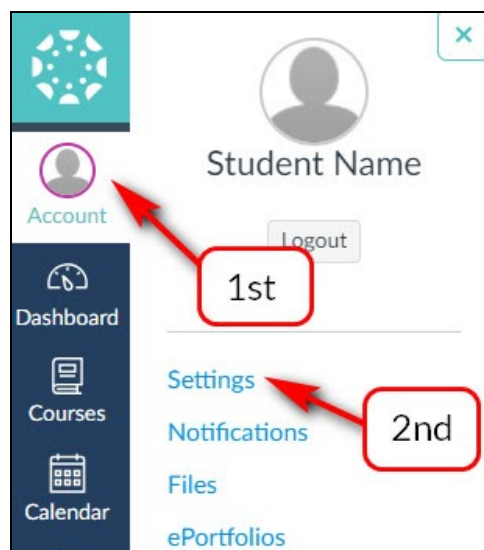 ×
Student Name
Account
Logout
1st
Dashboard
Settings
Courses
Notifications
2nd
Files
Calendar
ePortfolios